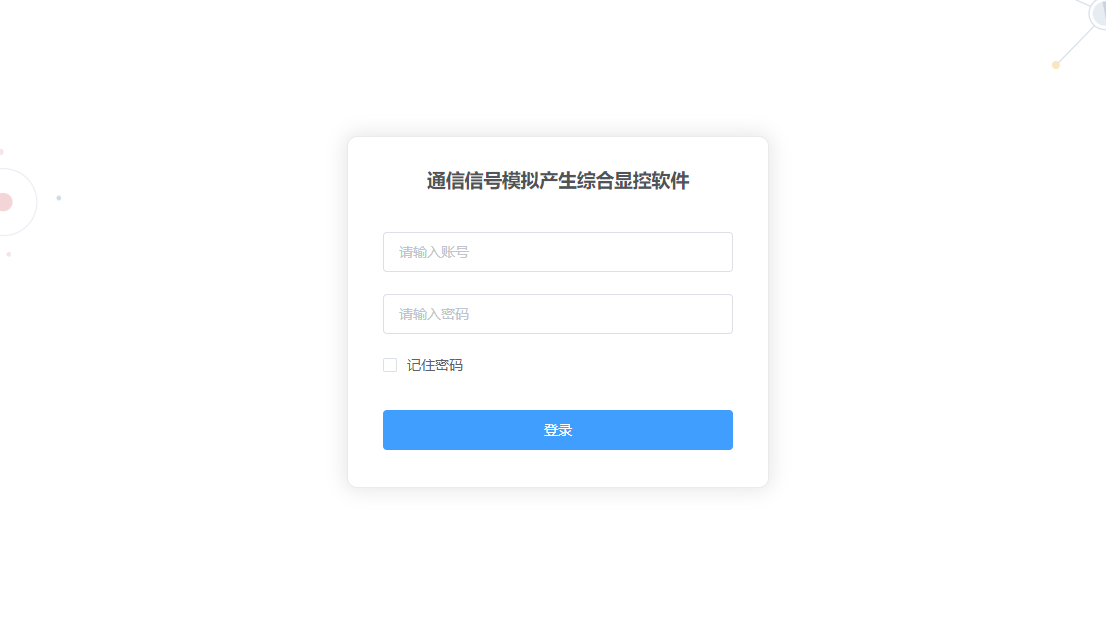 通信信号模拟产生综合显控软件
请输入账号
请输入密码
记住密码
登录